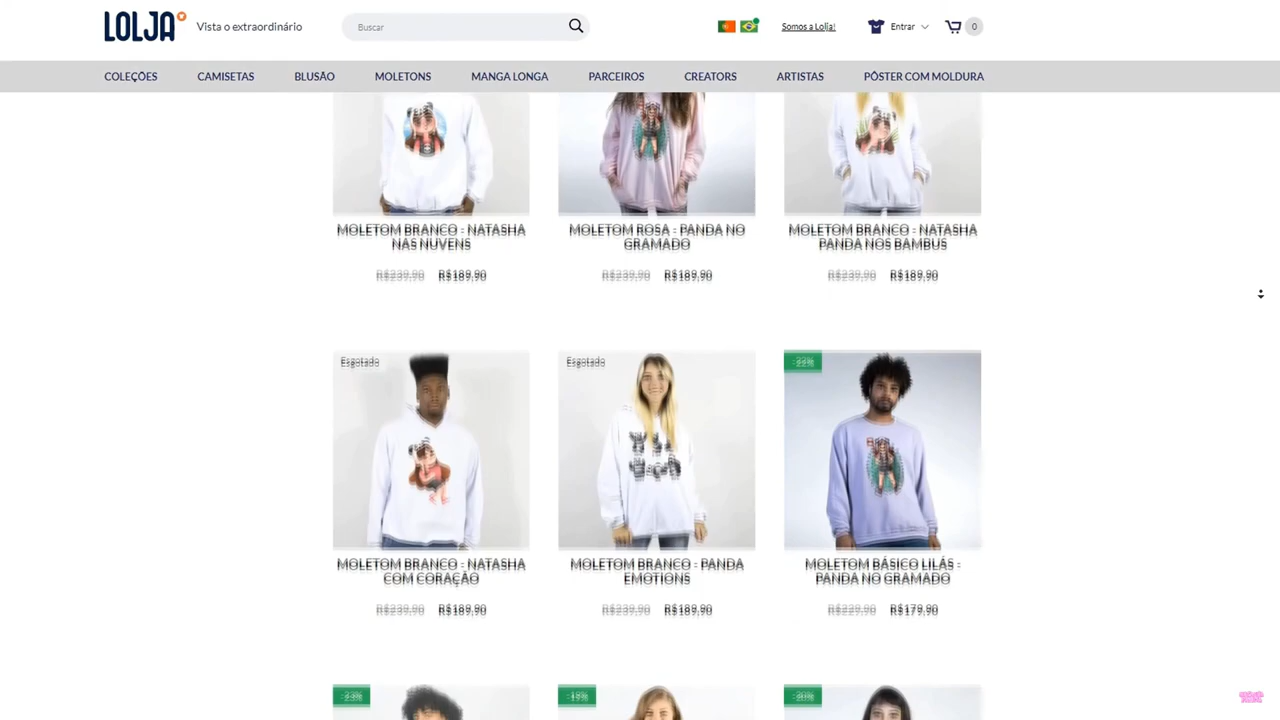 LOLJA
Vista o extraordinário
Buscar
Somos a Lolja!
Entrar
0
COLEÇÕES CAMISETAS BLUSÃO MOLETONS MANGA LONGA PARCEIROS CREATORS ARTISTAS PÔSTER COM MOLDURA
MOLETOM BRANCO - NATASHA
NAS NUVENS
R$239,90 R$189,90
MOLETOM ROSA - PANDA NO
GRAMADO
R$239,90 R$189,90
MOLETOM BRANCO - NATASHA
PANDA NOS BAMBUS
R$239,90 R$189,90
Esgotado
MOLETOM BRANCO - NATASHA
COM CORAÇÃO
R$239,90 R$189,90
Esgotado
MOLETOM BRANCO - PANDA
EMOTIONS
R$239,90 R$189,90
-22%
MOLETOM BÁSICO LILÁS -
PANDA NO GRAMADO
R$229,90 R$179,90